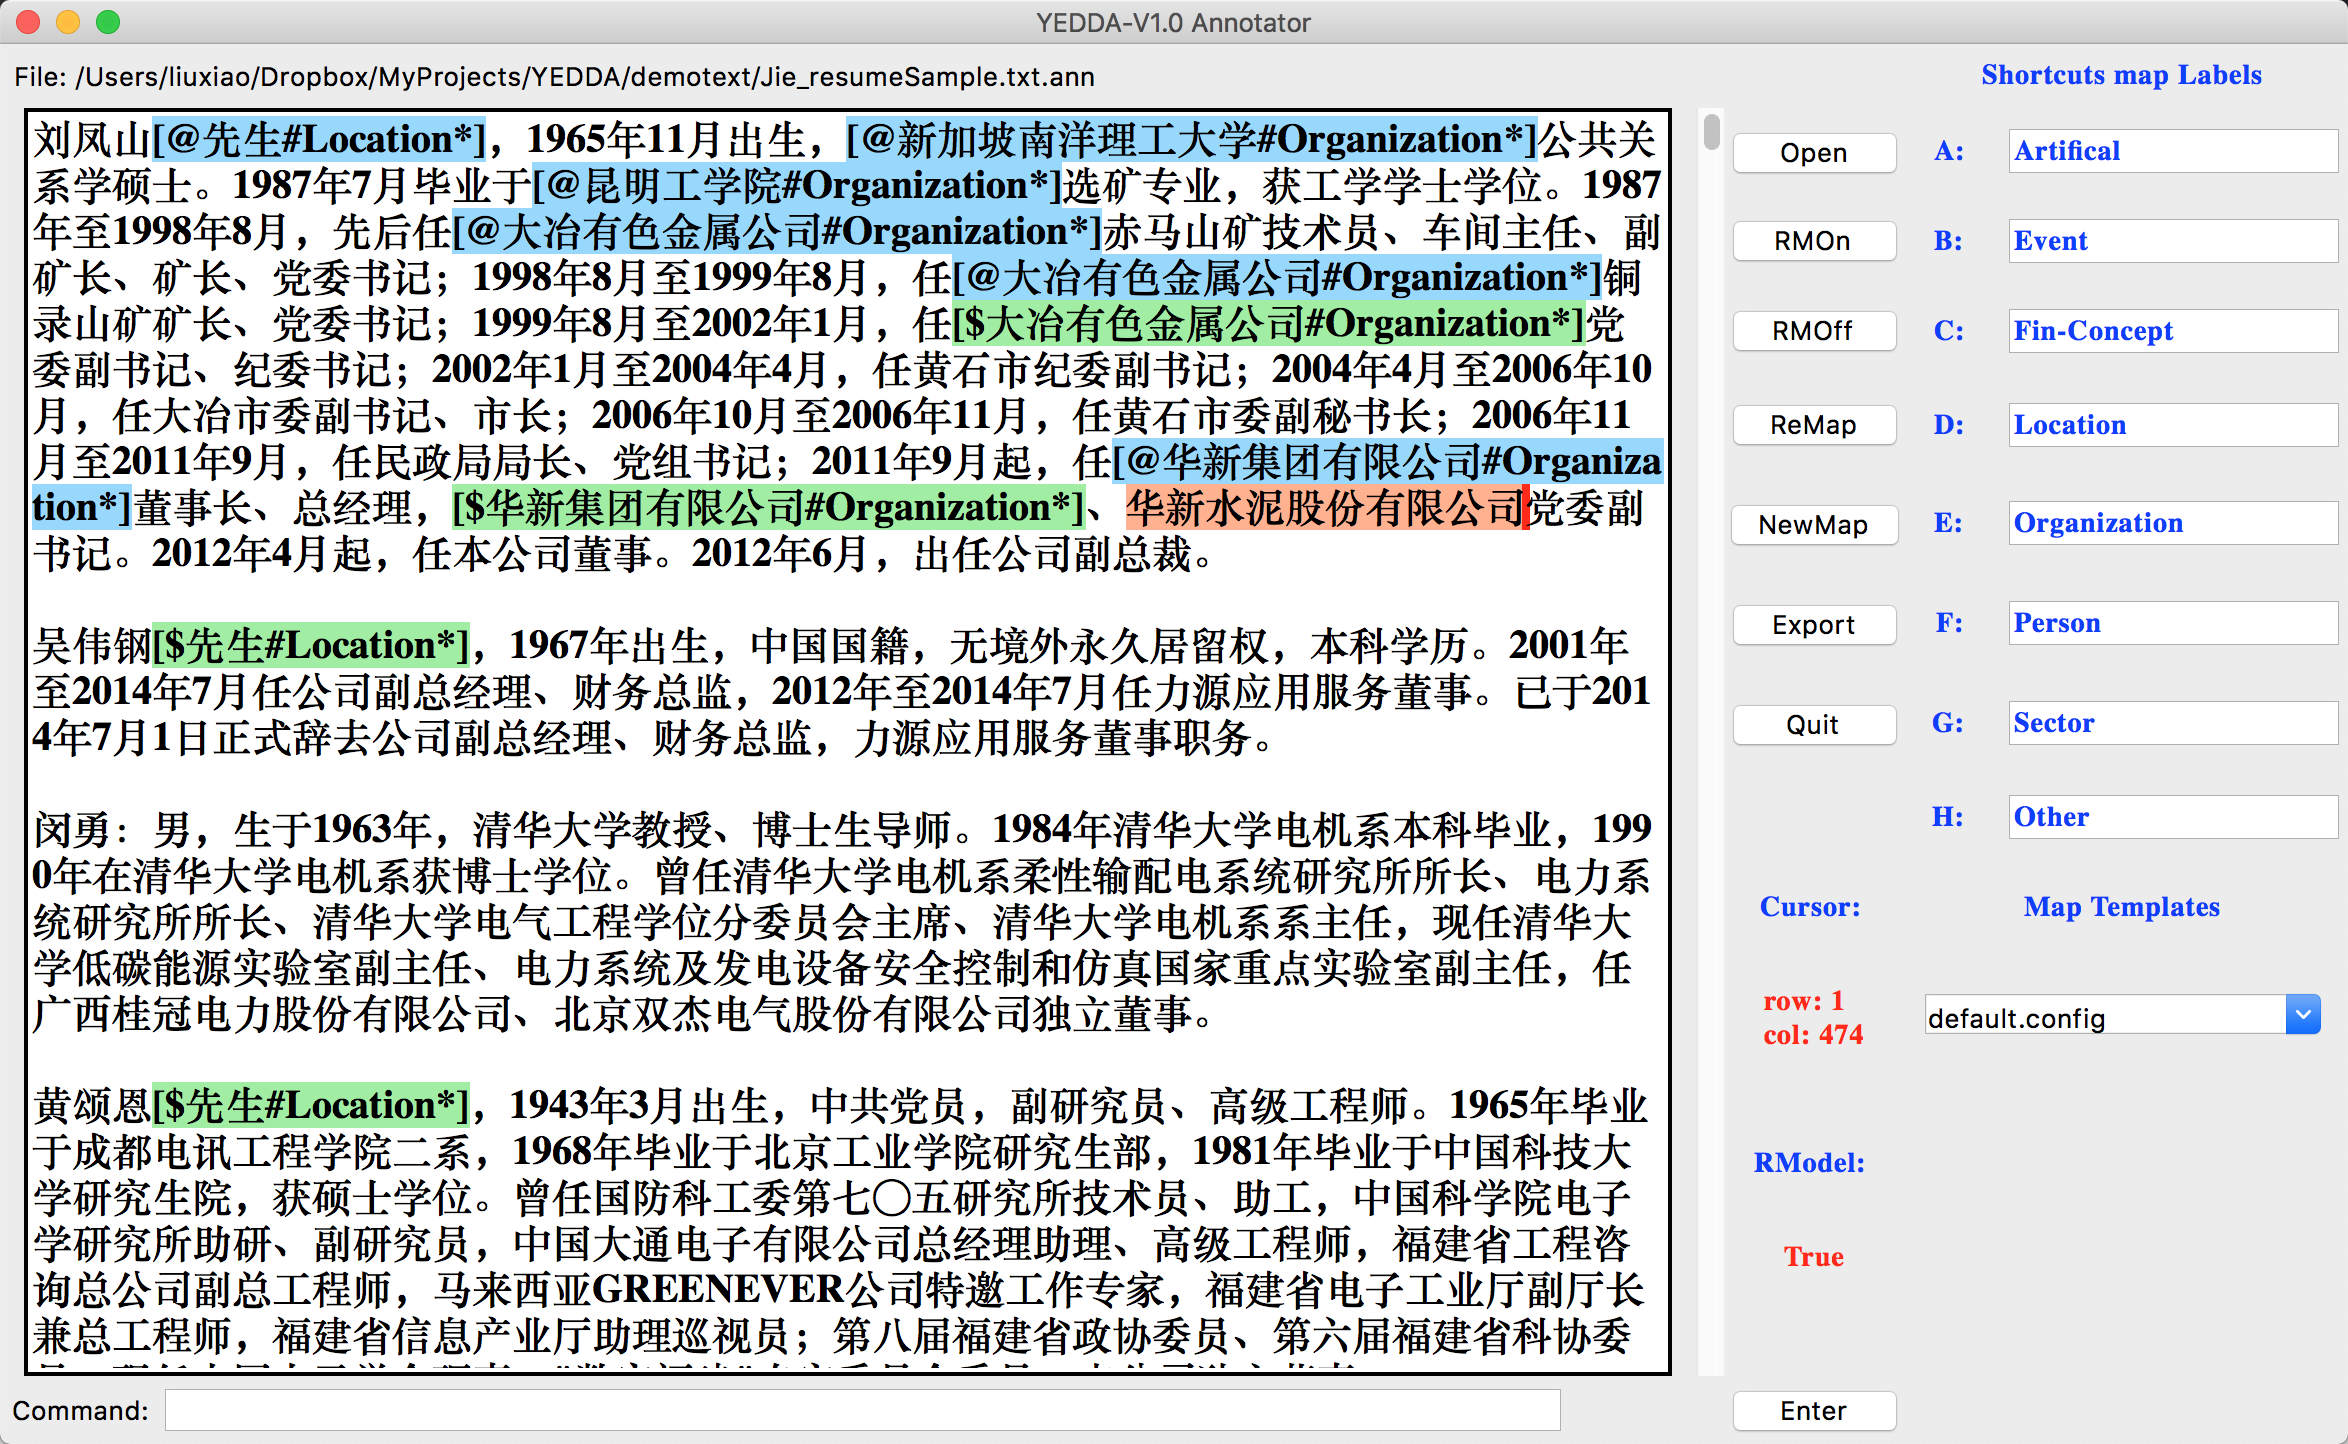 YEDDA-V1.0 Annotator
File: /Users/liuxiao/Dropbox/MyProjects/YEDDA/demotext/Jie_resumeSample.txt.ann
刘凤山[@先生#Location*]，1965年11月出生，[@新加坡南洋理工大学#Organization*]公共关
系学硕士。1987年7月毕业于[@昆明工学院#Organization*]选矿专业，获工学学士学位。1987
年至1998年8月，先后任[@大冶有色金属公司#Organization*]赤马山矿技术员、车间主任、副
矿长、矿长、党委书记；1998年8月至1999年8月，任[@大冶有色金属公司#Organization*]铜
录山矿矿长、党委书记；1999年8月至2002年1月，任[$大冶有色金属公司#Organization*]党
委副书记、纪委书记；2002年1月至2004年4月，任黄石市纪委副书记；2004年4月至2006年10
月，任大冶市委副书记、市长；2006年10月至2006年11月，任黄石市委副秘书长；2006年11
月至2011年9月，任民政局局长、党组书记；2011年9月起，任[@华新集团有限公司#Organiza
tion*]董事长、总经理，[$华新集团有限公司#Organization*]、华新水泥股份有限公司党委副
书记。2012年4月起，任本公司董事。2012年6月，出任公司副总裁。
吴伟钢[$先生#Location*]，1967年出生，中国国籍，无境外永久居留权，本科学历。2001年
至2014年7月任公司副总经理、财务总监，2012年至2014年7月任力源应用服务董事。已于201
4年7月1日正式辞去公司副总经理、财务总监，力源应用服务董事职务。
闵勇：男，生于1963年，清华大学教授、博士生导师。1984年清华大学电机系本科毕业，199
0年在清华大学电机系获博士学位。曾任清华大学电机系柔性输配电系统研究所所长、电力系
统研究所所长、清华大学电气工程学位分委员会主席、清华大学电机系系主任，现任清华大
学低碳能源实验室副主任、电力系统及发电设备安全控制和仿真国家重点实验室副主任，任
广西桂冠电力股份有限公司、北京双杰电气股份有限公司独立董事。
黄颂恩[$先生#Location*]，1943年3月出生，中共党员，副研究员、高级工程师。1965年毕业
于成都电讯工程学院二系，1968年毕业于北京工业学院研究生部，1981年毕业于中国科技大
学研究生院，获硕士学位。曾任国防科工委第七〇五研究所技术员、助工，中国科学院电子
学研究所助研、副研究员，中国大通电子有限公司总经理助理、高级工程师，福建省工程咨
询总公司副总工程师，马来西亚GREENEVER公司特邀工作专家，福建省电子工业厅副厅长
兼总工程师，福建省信息产业厅助理巡视员；第八届福建省政协委员、第六届福建省科协委
Command:
Open
RMOn
RMOff
ReMap
NewMap
Export
Quit
Shortcuts map Labels
A: Artifical
B: Event
C: Fin-Concept
D: Location
E: Organization
F: Person
G: Sector
H: Other
Cursor:
row: 1
col: 474
Map Templates
default.config
RModel:
True
Enter